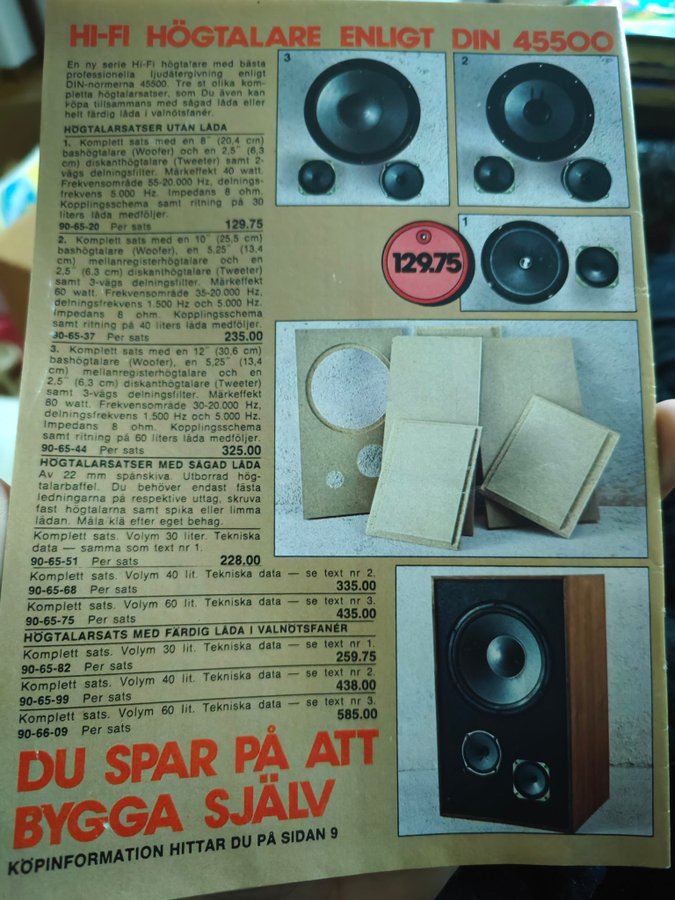 HI-FI HÖGTALARE ENLIGT DIN 45500
En ny serie Hi-Fi högtalare med bästa
professionella ljudåtergivning enligt
DIN-normerna 45500. Tre st olika kom-
pletta högtalarsatser, som Du även kan
köpa tillsammans med sågad låda eller
helt färdig låda i valnötsfanér.
HÖGTALARSATSER UTAN LÅDA
1. Komplett sats med en 8" (20,4 cm)
bashögtalare (Woofer) och en 2,5" (6,3
cm) diskanthögtalare (Tweeter) samt 2-
vägs delningsfilter. Märkeffekt 40 watt.
Frekvensområde 55-20.000 Hz, delnings-
frekvens 5.000 Hz. Impedans 8 ohm.
Kopplingsschema samt ritning på 30
liters låda medföljer.
90-65-20 Per sats 129.75
2. Komplett sats med en 10" (25,5 cm)
bashögtalare (Woofer), en 5,25" (13,4
cm) mellanregisterhögtalare och en
2,5" (6,3 cm) diskanthögtalare (Tweeter)
samt 3-vägs delningsfilter. Märkeffekt
60 watt. Frekvensområde 35-20.000 Hz,
delningsfrekvens 1.500 Hz och 5.000 Hz.
Impedans 8 ohm. Kopplingsschema
samt ritning på 40 liters låda medföljer.
90-65-37 Per sats 235.00
3. Komplett sats med en 12" (30,6 cm)
bashögtalare (Woofer), en 5,25" (13,4
cm) mellanregisterhögtalare och en
2,5" (6,3 cm) diskanthögtalare (Tweeter)
samt 3-vägs delningsfilter. Märkeffekt
80 watt. Frekvensområde 30-20.000 Hz,
delningsfrekvens 1.500 Hz och 5.000 Hz.
Impedans 8 ohm. Kopplingsschema
samt ritning på 60 liters låda medföljer.
90-65-44 Per sats 325.00
HÖGTALARSATSER MED SÅGAD LÅDA
Av 22 mm spånskiva. Utborrad hög-
talarbaffel. Du behöver endast fästa
ledningarna på respektive uttag, skruva
fast högtalarna samt spika eller limma
lådan. Måla klä efter eget behag.
Komplett sats. Volym 30 liter. Tekniska
data — samma som text nr 1.
90-65-51 Per sats 228.00
Komplett sats. Volym 40 lit. Tekniska data — se text nr 2.
90-65-68 Per sats 335.00
Komplett sats. Volym 60 lit. Tekniska data — se text nr 3.
90-65-75 Per sats 435.00
HÖGTALARSATS MED FÄRDIG LÅDA I VALNÖTSFANÉR
Komplett sats. Volym 30 lit. Tekniska data — se text nr 1.
90-65-82 Per sats 259.75
Komplett sats. Volym 40 lit. Tekniska data — se text nr 2.
90-65-99 Per sats 438.00
Komplett sats. Volym 60 lit. Tekniska data — se text nr 3.
90-66-09 Per sats 585.00
DU SPAR PÅ ATT
BYGGA SJÄLV
KÖPINFORMATION HITTAR DU PÅ SIDAN 9
3
2
1
129.75